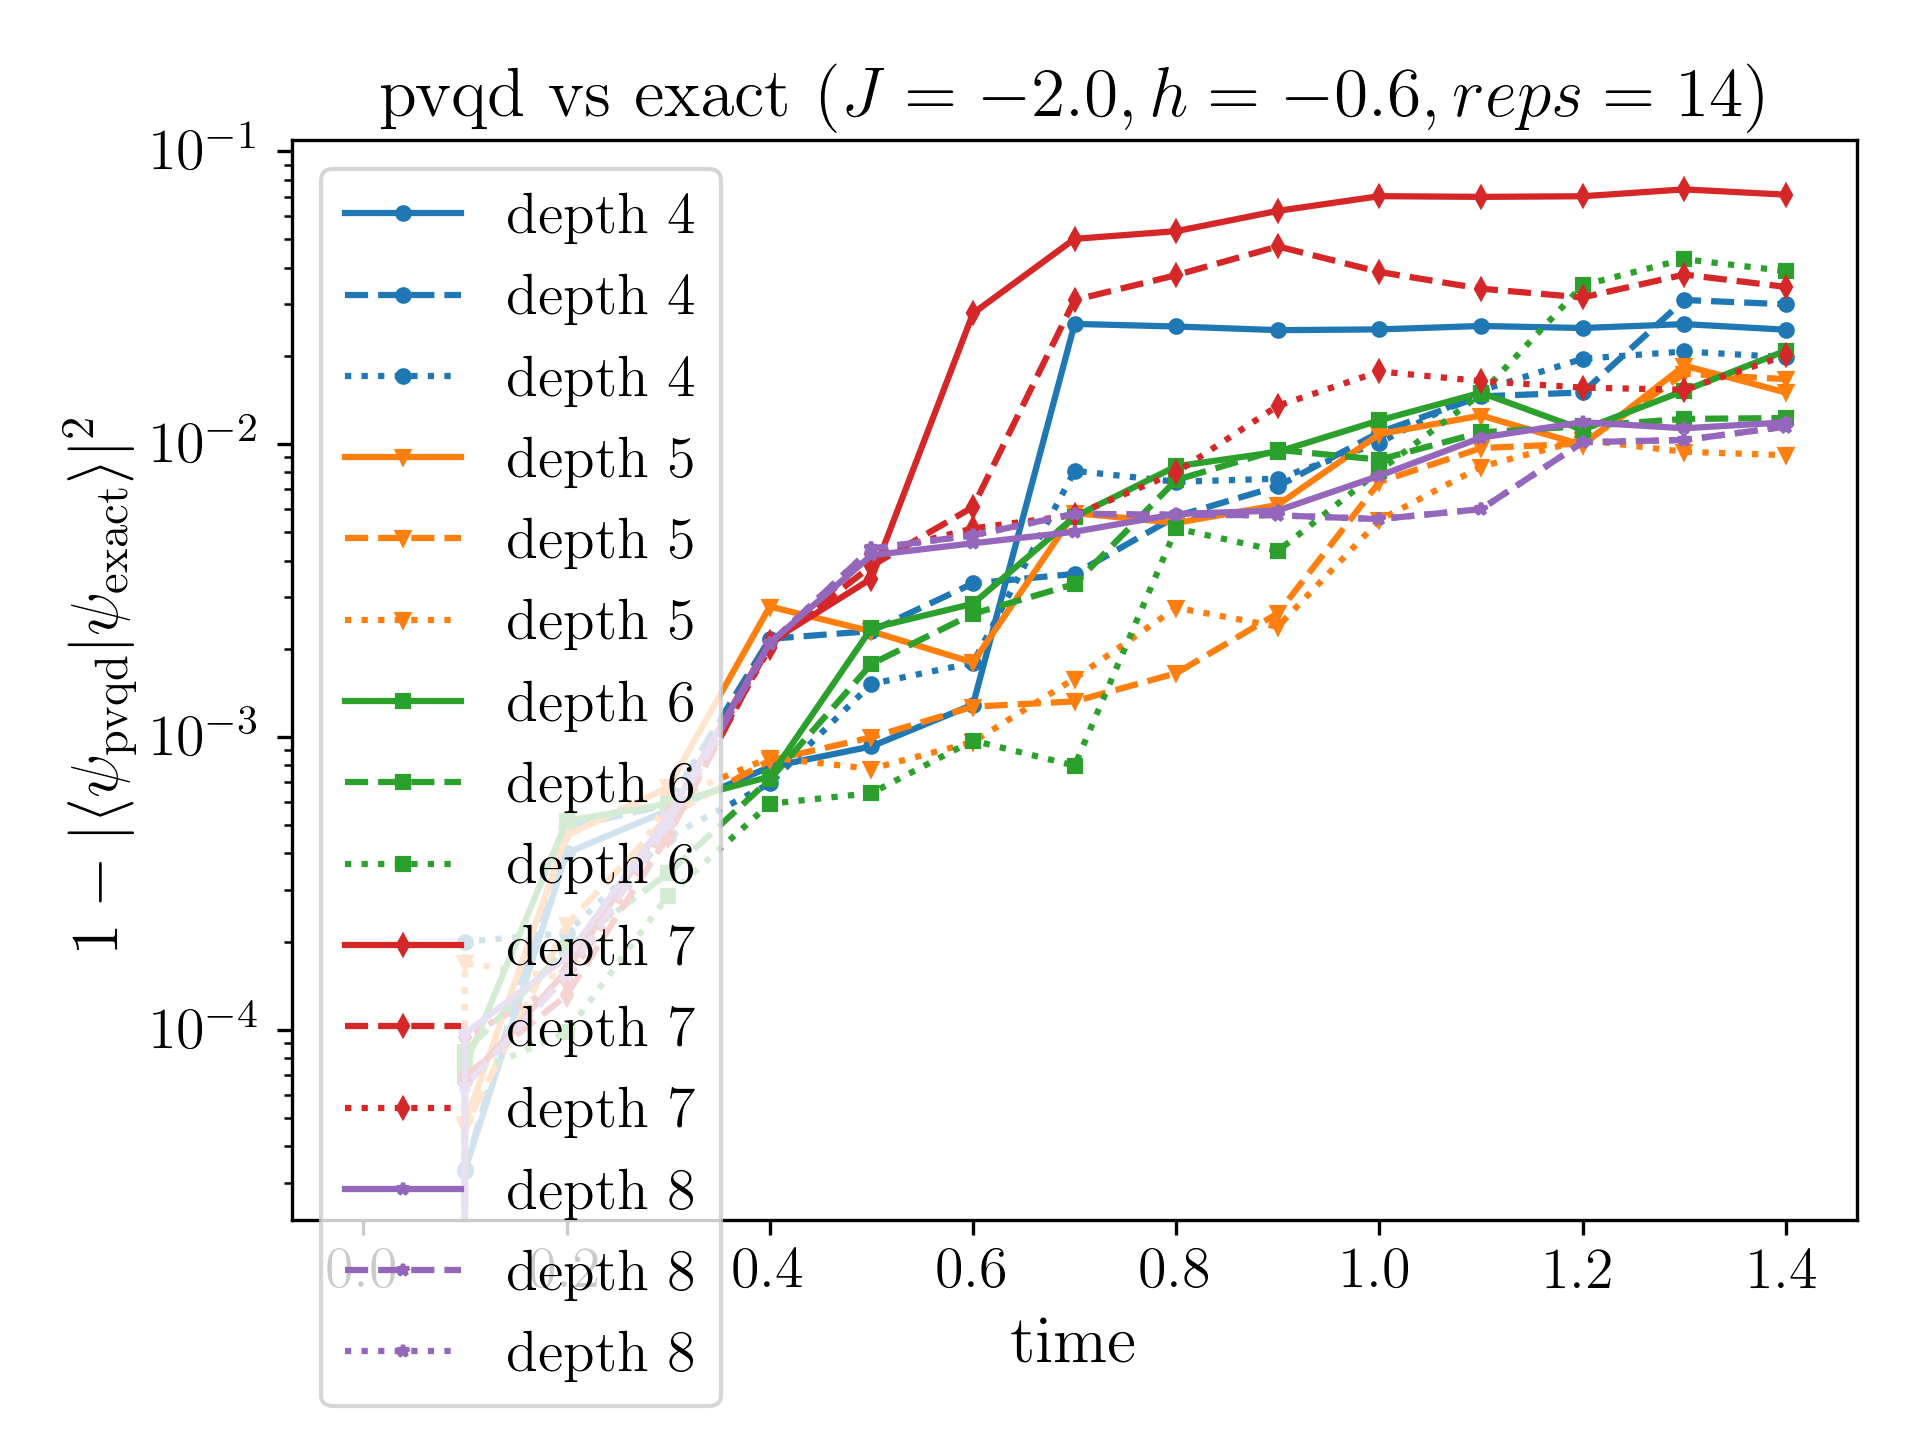 pvqd vs exact (J = −2.0, h = −0.6, reps = 14)
10⁻¹
10⁻²
10⁻³
10⁻⁴
1 − |⟨ψ_pvqd|ψ_exact⟩|²
depth 4
depth 4
depth 4
depth 5
depth 5
depth 5
depth 6
depth 6
depth 6
depth 7
depth 7
depth 7
depth 8
depth 8
depth 8
0.0 0.2 0.4 0.6 0.8 1.0 1.2 1.4
time